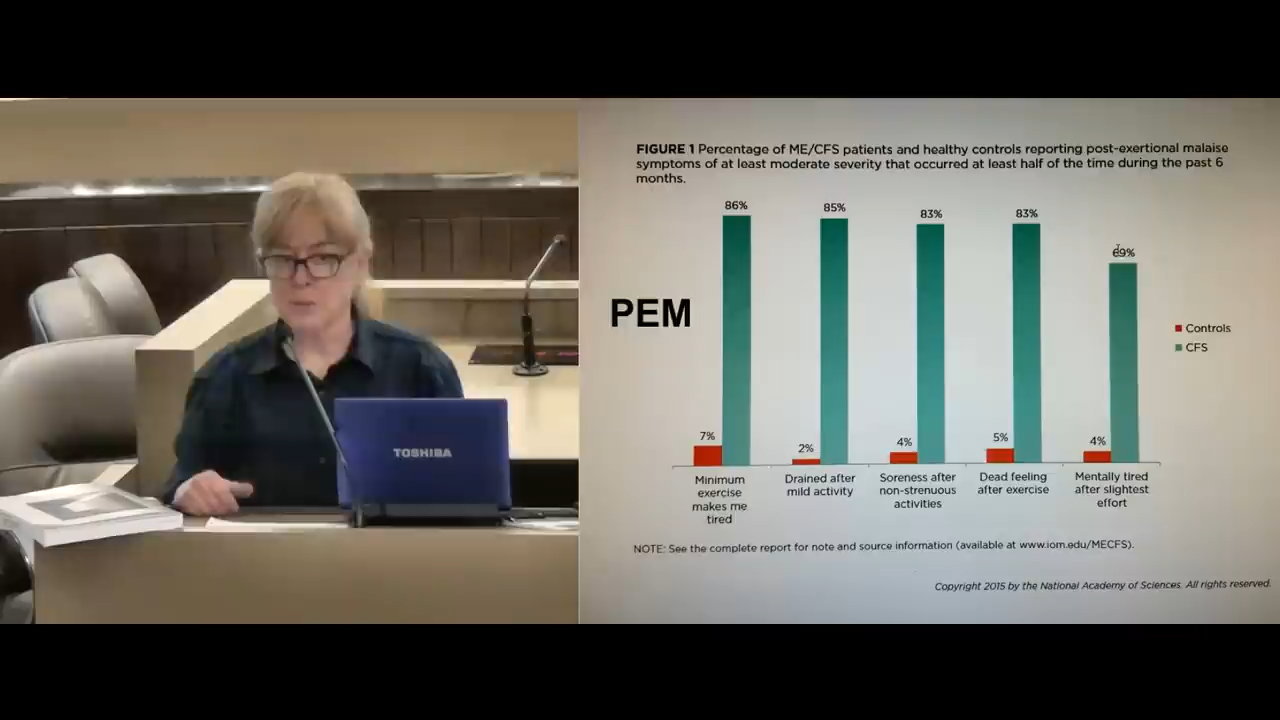 TOSHIBA
FIGURE 1 Percentage of ME/CFS patients and healthy controls reporting post-exertional malaise
symptoms of at least moderate severity that occurred at least half of the time during the past 6
months.
86%
85%
83%
83%
69%
PEM
Controls
CFS
7%
2%
4%
5%
4%
Minimum
exercise
makes me
tired
Drained after
mild activity
Soreness after
non-strenuous
activities
Dead feeling
after exercise
Mentally tired
after slightest
effort
NOTE: See the complete report for note and source information (available at www.iom.edu/MECFS).
Copyright 2015 by the National Academy of Sciences. All rights reserved.